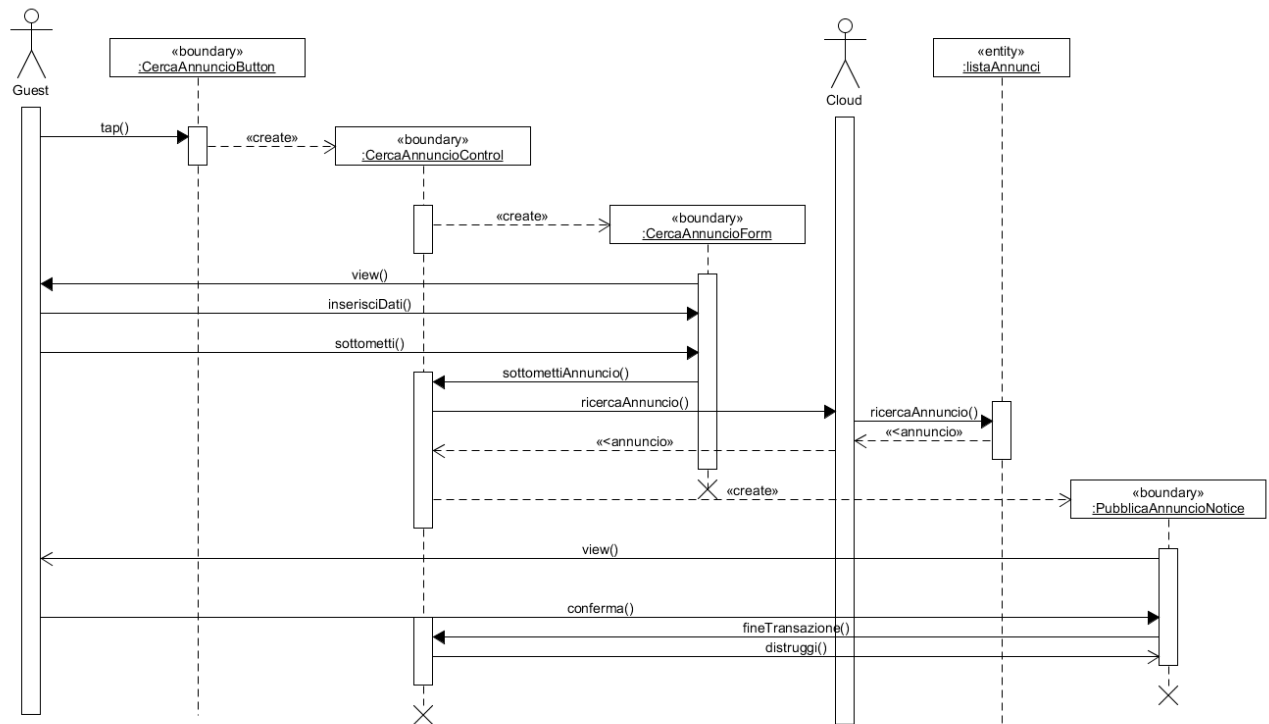 «boundary»
:CercaAnnuncioButton
«entity»
:listaAnnunci
Guest
Cloud
tap()
«create»
«boundary»
:CercaAnnuncioControl
«create»
«boundary»
:CercaAnnuncioForm
view()
inserisciDati()
sottometti()
sottomettiAnnuncio()
ricercaAnnuncio()
ricercaAnnuncio()
«<annuncio»
«<annuncio»
«create»
«boundary»
:PubblicaAnnuncioNotice
view()
conferma()
fineTransazione()
distruggi()